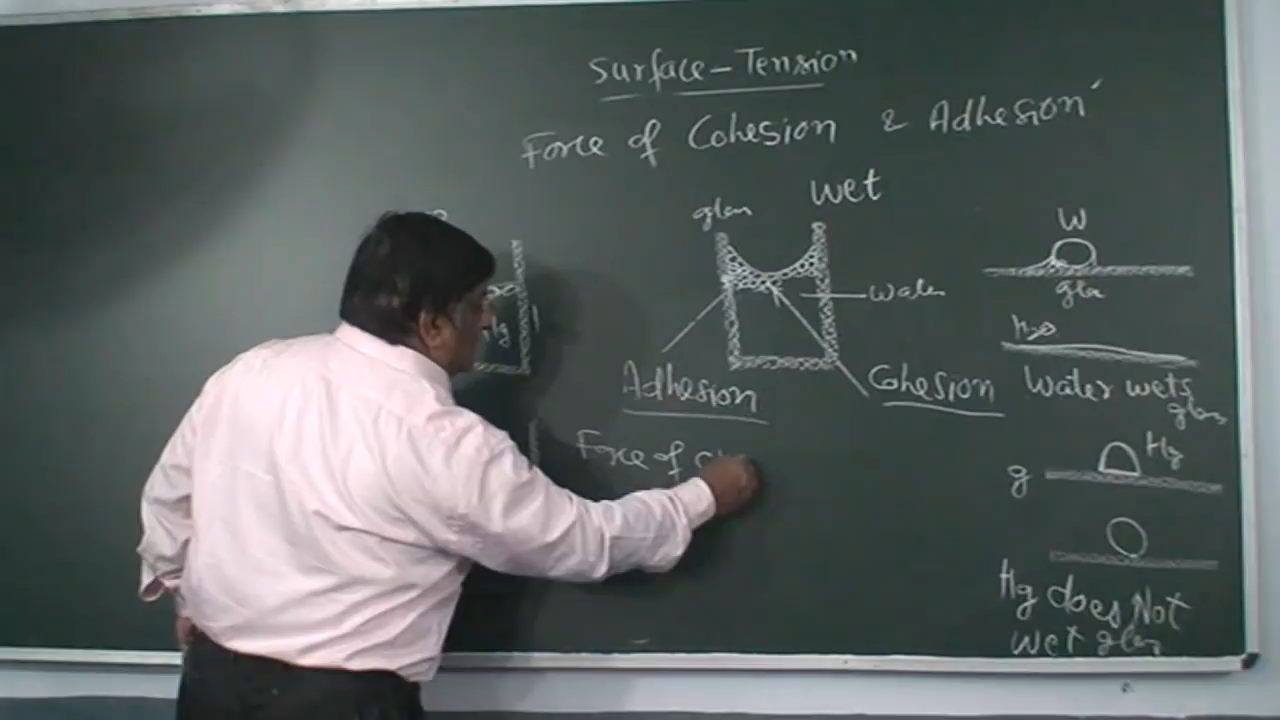 Surface-Tension
Force of Cohesion & Adhesion
Wet
glass
Water
Adhesion
Cohesion
Force of
W
glass
Water wets
glass
g
Hg
Hg does Not
wet glass
Hg